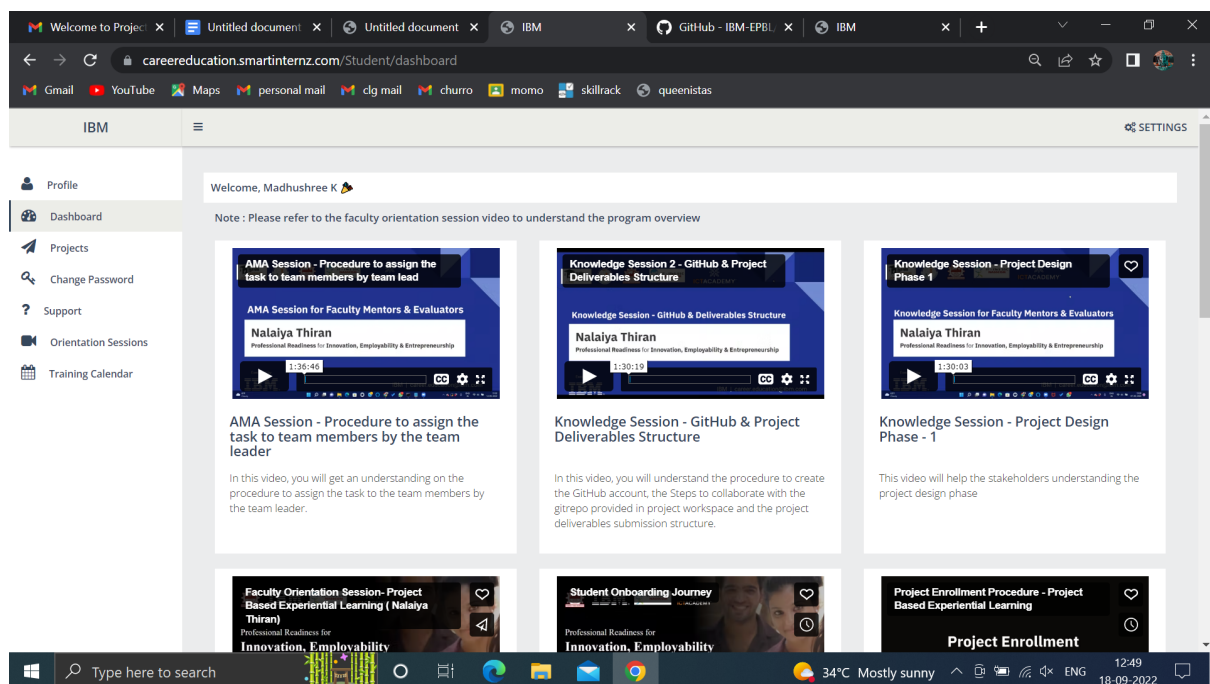 Welcome to Project
Untitled document
Untitled document
IBM
GitHub - IBM-EPBL/
IBM
careereducation.smartinternz.com/Student/dashboard
Gmail
YouTube
Maps
personal mail
clg mail
churro
momo
skillrack
queenistas
IBM
SETTINGS
Profile
Dashboard
Projects
Change Password
Support
Orientation Sessions
Training Calendar
Welcome, Madhushree K
Note : Please refer to the faculty orientation session video to understand the program overview
AMA Session - Procedure to assign the
task to team members by team lead
AMA Session for Faculty Mentors & Evaluators
Nalaiya Thiran
Professional Readiness for Innovation, Employability & Entrepreneurship
1:36:46
CC
AMA Session - Procedure to assign the
task to team members by the team
leader
In this video, you will get an understanding on the
procedure to assign the task to the team members by
the team leader.
Knowledge Session 2 - GitHub & Project
Deliverables Structure
Knowledge Session - GitHub & Deliverables Structure
Nalaiya Thiran
Professional Readiness for Innovation, Employability & Entrepreneurship
1:30:19
CC
Knowledge Session - GitHub & Project
Deliverables Structure
In this video, you will understand the procedure to create
the GitHub account, the Steps to collaborate with the
gitrepo provided in project workspace and the project
deliverables submission structure.
Knowledge Session - Project Design
Phase 1
Knowledge Session for Faculty Mentors & Evaluators
Nalaiya Thiran
Professional Readiness for Innovation, Employability & Entrepreneurship
1:30:03
CC
Knowledge Session - Project Design
Phase - 1
This video will help the stakeholders understanding the
project design phase
Faculty Orientation Session- Project
Based Experiential Learning ( Nalaiya
Thiran)
Professional Readiness for
Innovation, Employability
Student Onboarding Journey
Professional Readiness for
Innovation, Employability
Project Enrollment Procedure - Project
Based Experiential Learning
Project Enrollment
Type here to search
34°C Mostly sunny
ENG
12:49
18-09-2022